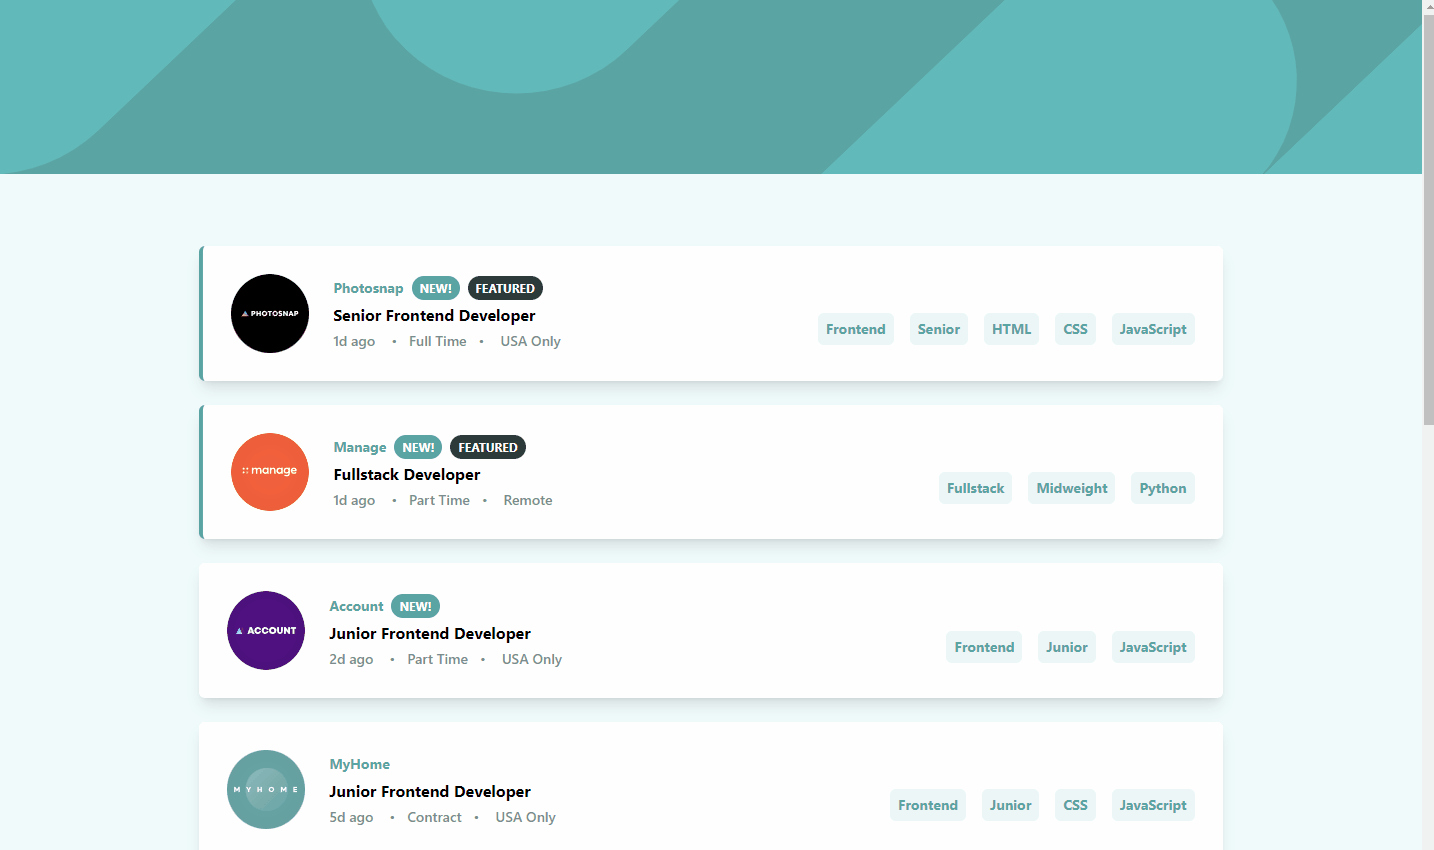 PHOTOSNAP
Photosnap NEW! FEATURED
Senior Frontend Developer
1d ago • Full Time • USA Only
Frontend Senior HTML CSS JavaScript
manage
Manage NEW! FEATURED
Fullstack Developer
1d ago • Part Time • Remote
Fullstack Midweight Python
ACCOUNT
Account NEW!
Junior Frontend Developer
2d ago • Part Time • USA Only
Frontend Junior JavaScript
MYHOME
MyHome
Junior Frontend Developer
5d ago • Contract • USA Only
Frontend Junior CSS JavaScript